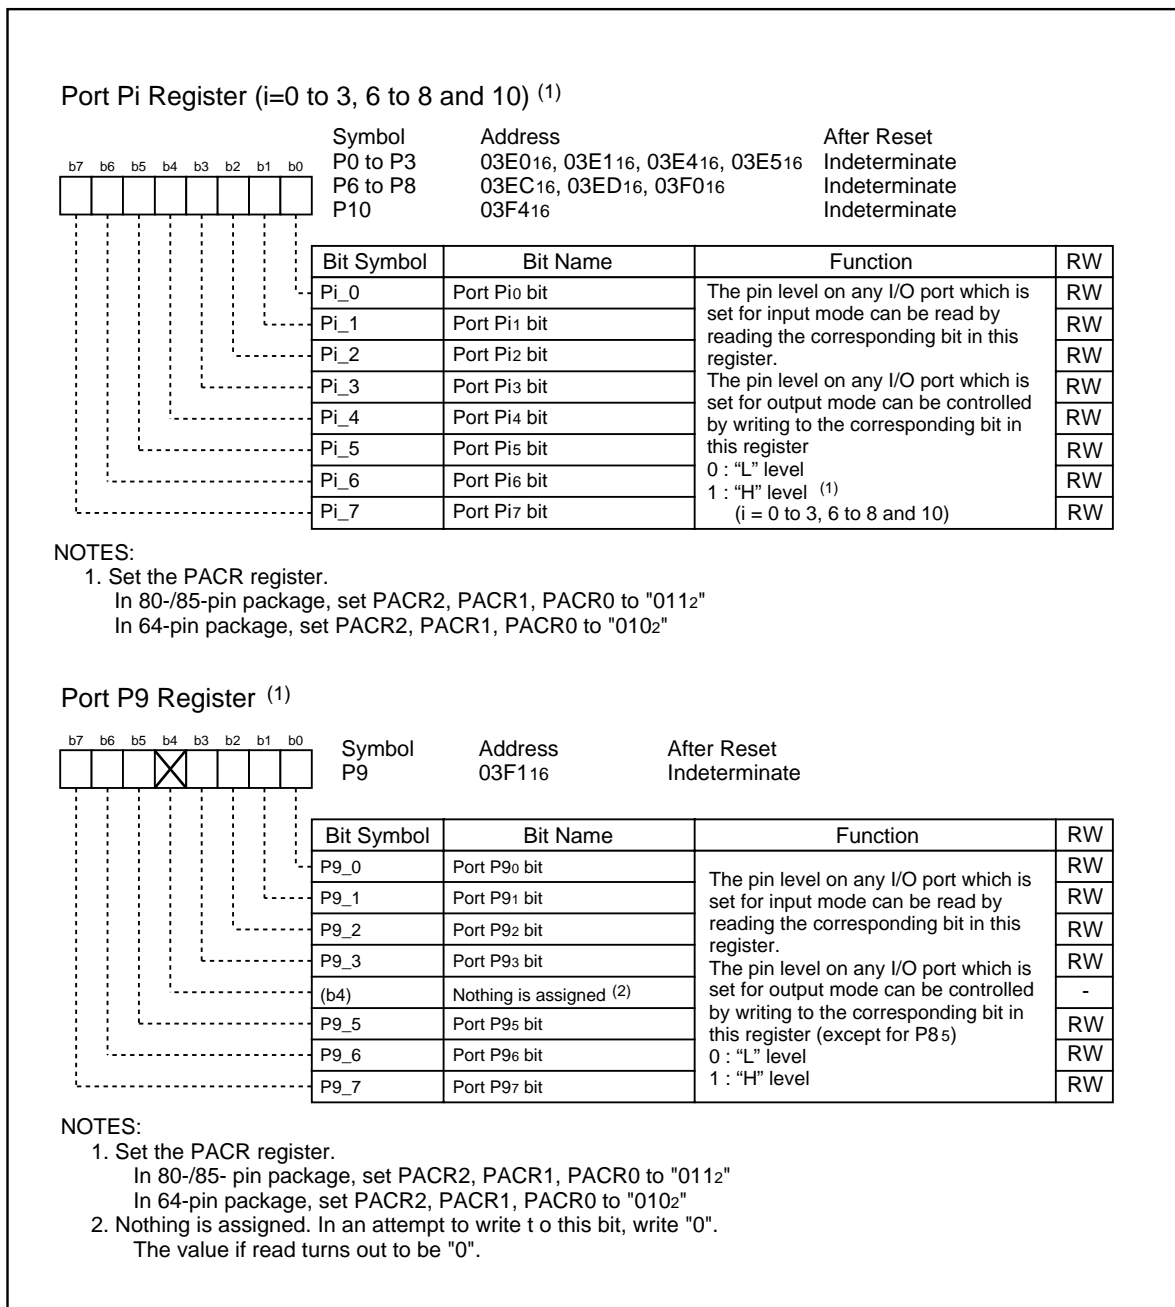 Port Pi Register (i=0 to 3, 6 to 8 and 10) (1)
Symbol Address After Reset
P0 to P3 03E016, 03E116, 03E416, 03E516 Indeterminate
P6 to P8 03EC16, 03ED16, 03F016 Indeterminate
P10 03F416 Indeterminate
b7 b6 b5 b4 b3 b2 b1 b0
Bit Symbol Bit Name Function RW
Pi_0 Port Pi0 bit RW
Pi_1 Port Pi1 bit RW
Pi_2 Port Pi2 bit RW
Pi_3 Port Pi3 bit RW
Pi_4 Port Pi4 bit RW
Pi_5 Port Pi5 bit RW
Pi_6 Port Pi6 bit RW
Pi_7 Port Pi7 bit RW
The pin level on any I/O port which is
set for input mode can be read by
reading the corresponding bit in this
register.
The pin level on any I/O port which is
set for output mode can be controlled
by writing to the corresponding bit in
this register
0 : “L” level
1 : “H” level (1)
(i = 0 to 3, 6 to 8 and 10)
NOTES:
1. Set the PACR register.
In 80-/85-pin package, set PACR2, PACR1, PACR0 to "0112"
In 64-pin package, set PACR2, PACR1, PACR0 to "0102"
Port P9 Register (1)
b7 b6 b5 b4 b3 b2 b1 b0
Symbol Address After Reset
P9 03F116 Indeterminate
Bit Symbol Bit Name Function RW
P9_0 Port P90 bit RW
P9_1 Port P91 bit RW
P9_2 Port P92 bit RW
P9_3 Port P93 bit RW
(b4) Nothing is assigned (2) -
P9_5 Port P95 bit RW
P9_6 Port P96 bit RW
P9_7 Port P97 bit RW
The pin level on any I/O port which is
set for input mode can be read by
reading the corresponding bit in this
register.
The pin level on any I/O port which is
set for output mode can be controlled
by writing to the corresponding bit in
this register (except for P85)
0 : “L” level
1 : “H” level
NOTES:
1. Set the PACR register.
In 80-/85- pin package, set PACR2, PACR1, PACR0 to "0112"
In 64-pin package, set PACR2, PACR1, PACR0 to "0102"
2. Nothing is assigned. In an attempt to write t o this bit, write "0".
The value if read turns out to be "0".